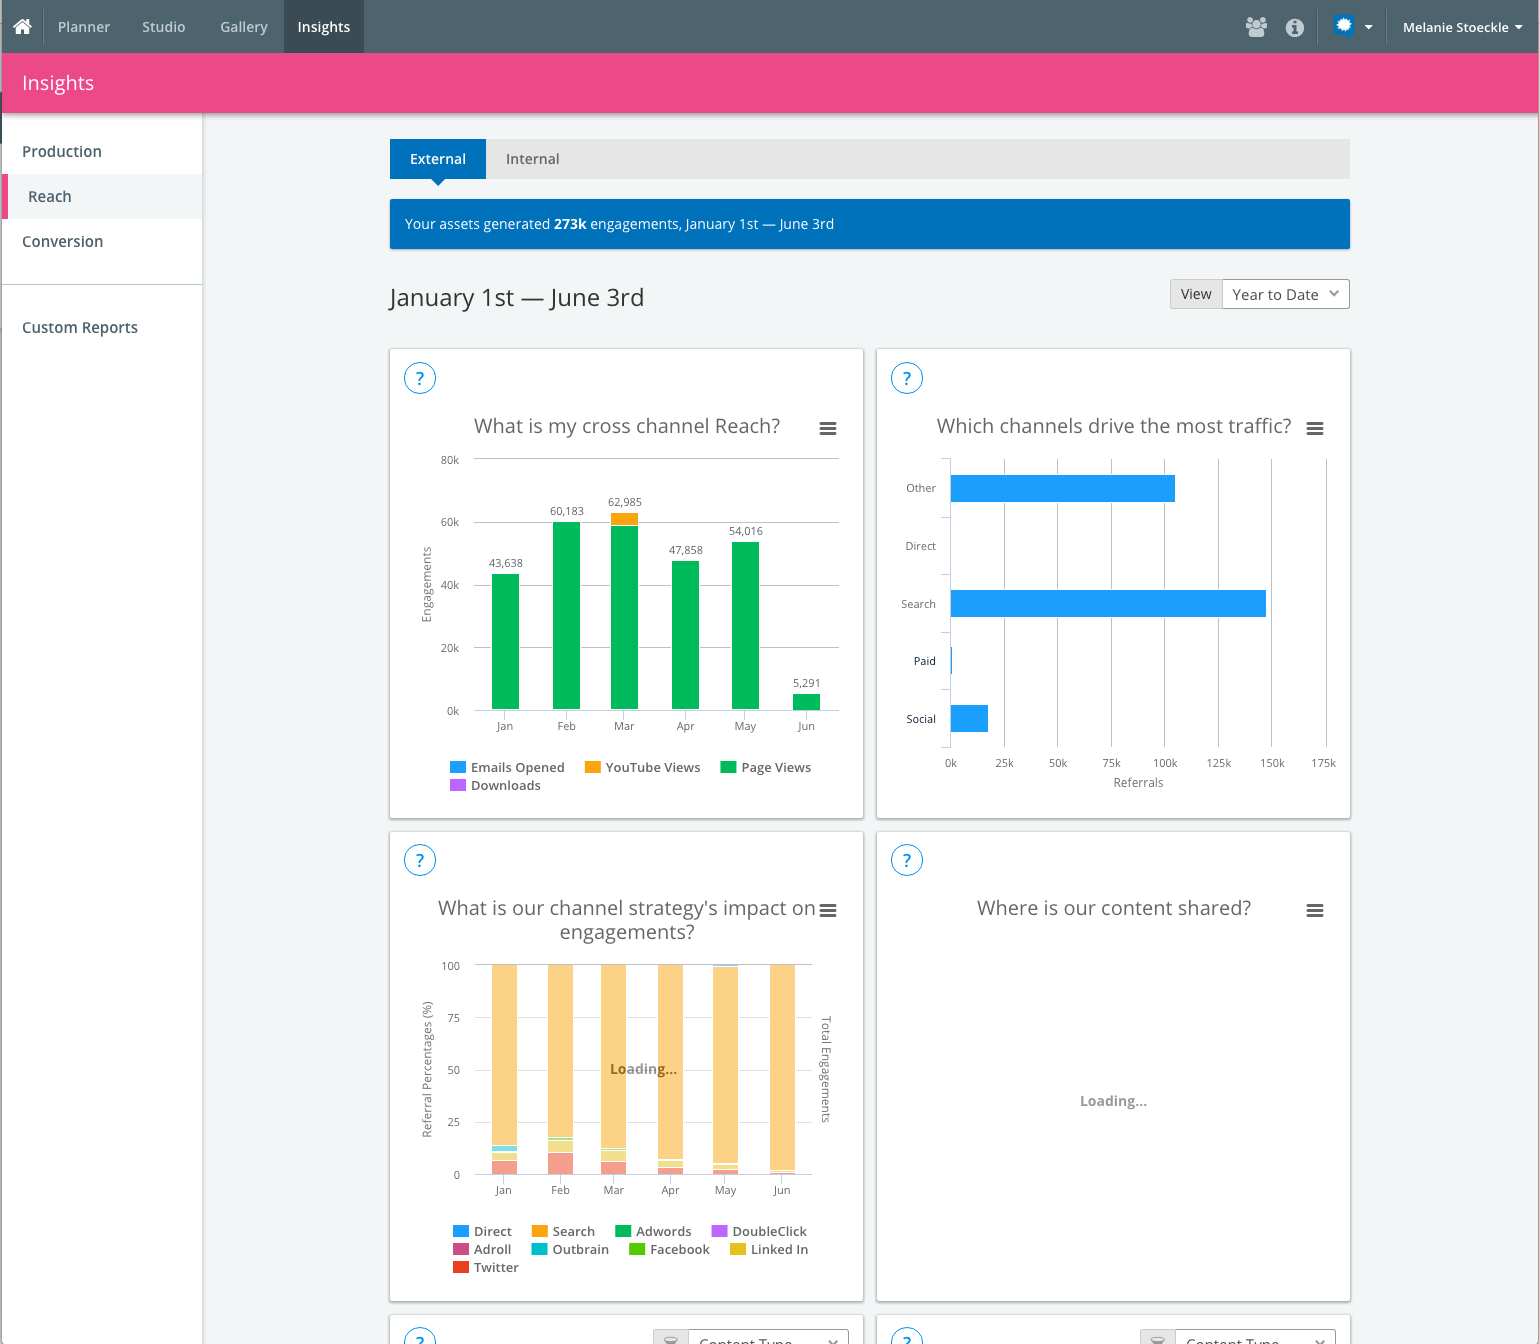 Planner Studio Gallery Insights Melanie Stoeckle
Insights
Production
Reach
Conversion
Custom Reports
External Internal
Your assets generated 273k engagements, January 1st — June 3rd
January 1st — June 3rd
View Year to Date
?
What is my cross channel Reach?
80k
60k
40k
20k
0k
Engagements
43,638
60,183
62,985
47,858
54,016
5,291
Jan Feb Mar Apr May Jun
Emails Opened YouTube Views Page Views
Downloads
?
Which channels drive the most traffic?
Other
Direct
Search
Paid
Social
0k 25k 50k 75k 100k 125k 150k 175k
Referrals
?
What is our channel strategy's impact on
engagements?
100
75
50
25
0
Referral Percentages (%)
Total Engagements
Loading...
Jan Feb Mar Apr May Jun
Direct Search Adwords DoubleClick
Adroll Outbrain Facebook Linked In
Twitter
?
Where is our content shared?
Loading...
?
Content Type
?
Content Type